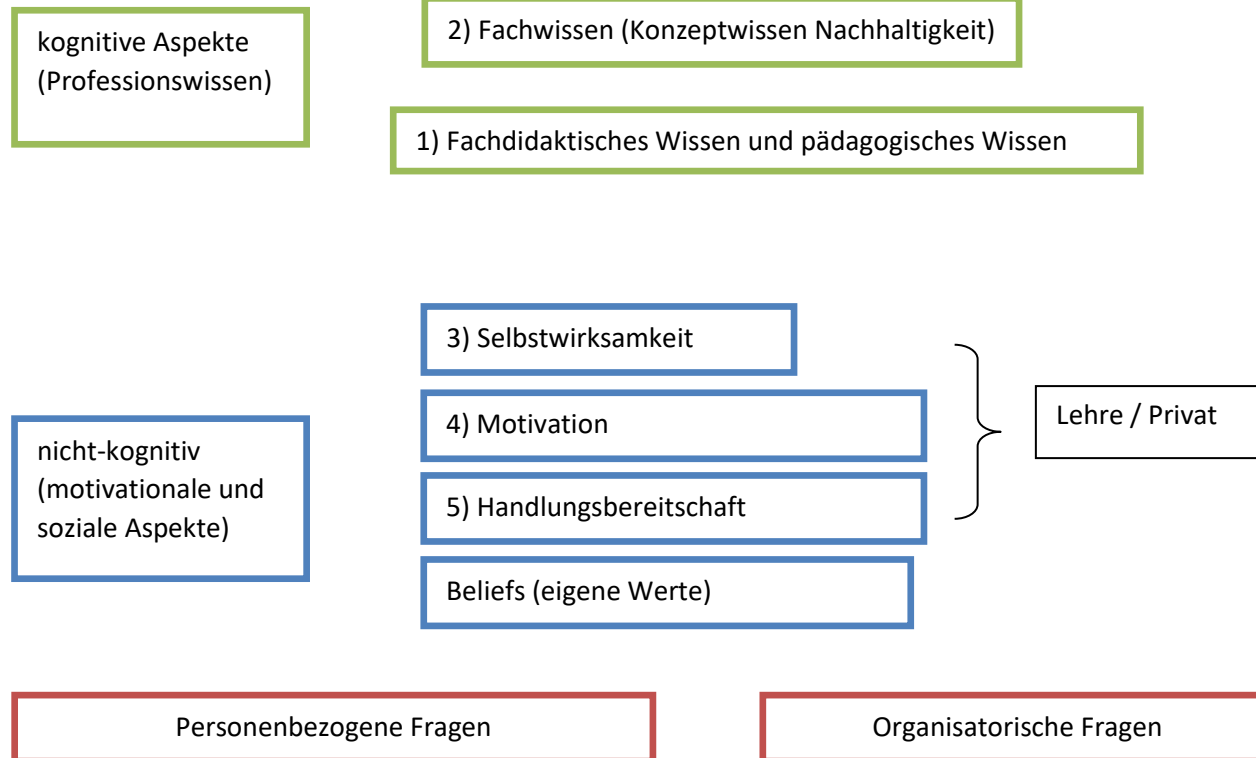 kognitive Aspekte
(Professionswissen)
2) Fachwissen (Konzeptwissen Nachhaltigkeit)
1) Fachdidaktisches Wissen und pädagogisches Wissen
nicht-kognitiv
(motivationale und
soziale Aspekte)
3) Selbstwirksamkeit
4) Motivation
5) Handlungsbereitschaft
Beliefs (eigene Werte)
Lehre / Privat
Personenbezogene Fragen
Organisatorische Fragen